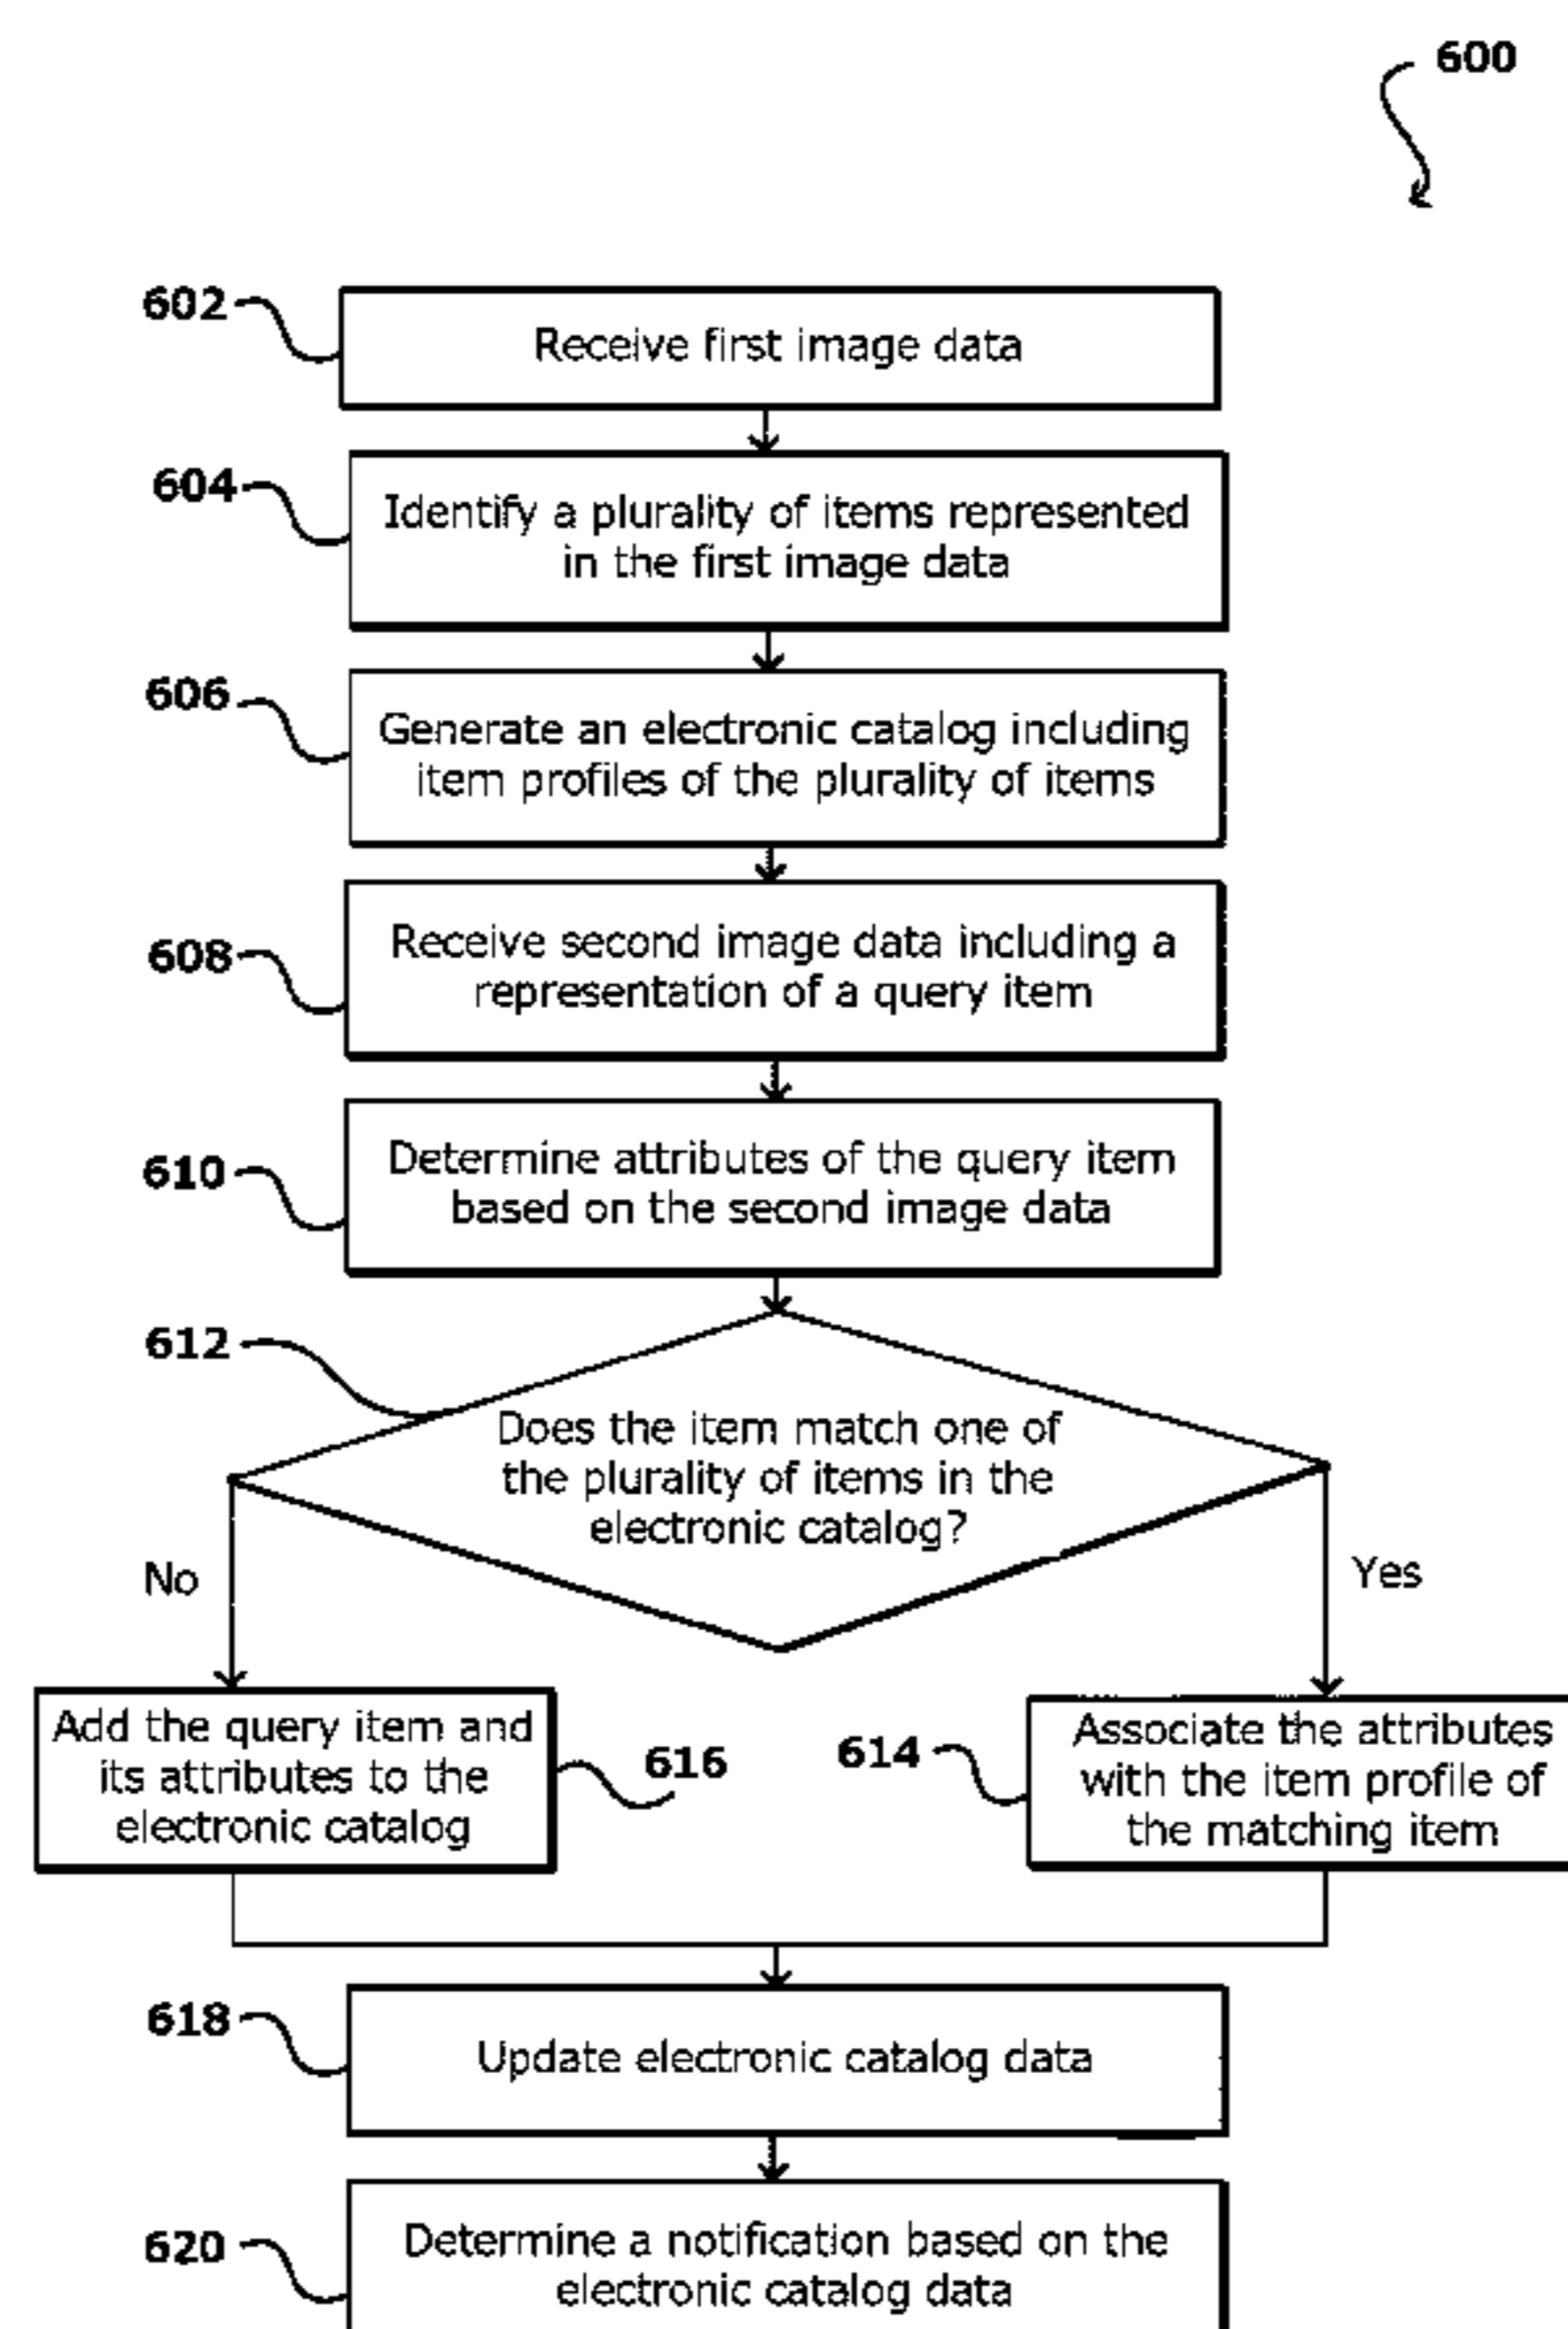 600
602
Receive first image data
604
Identify a plurality of items represented
in the first image data
606
Generate an electronic catalog including
item profiles of the plurality of items
608
Receive second image data including a
representation of a query item
610
Determine attributes of the query item
based on the second image data
612
Does the item match one of
the plurality of items in the
electronic catalog?
No
Yes
Add the query item and
its attributes to the
electronic catalog
616
614
Associate the attributes
with the item profile of
the matching item
618
Update electronic catalog data
620
Determine a notification based on the
electronic catalog data